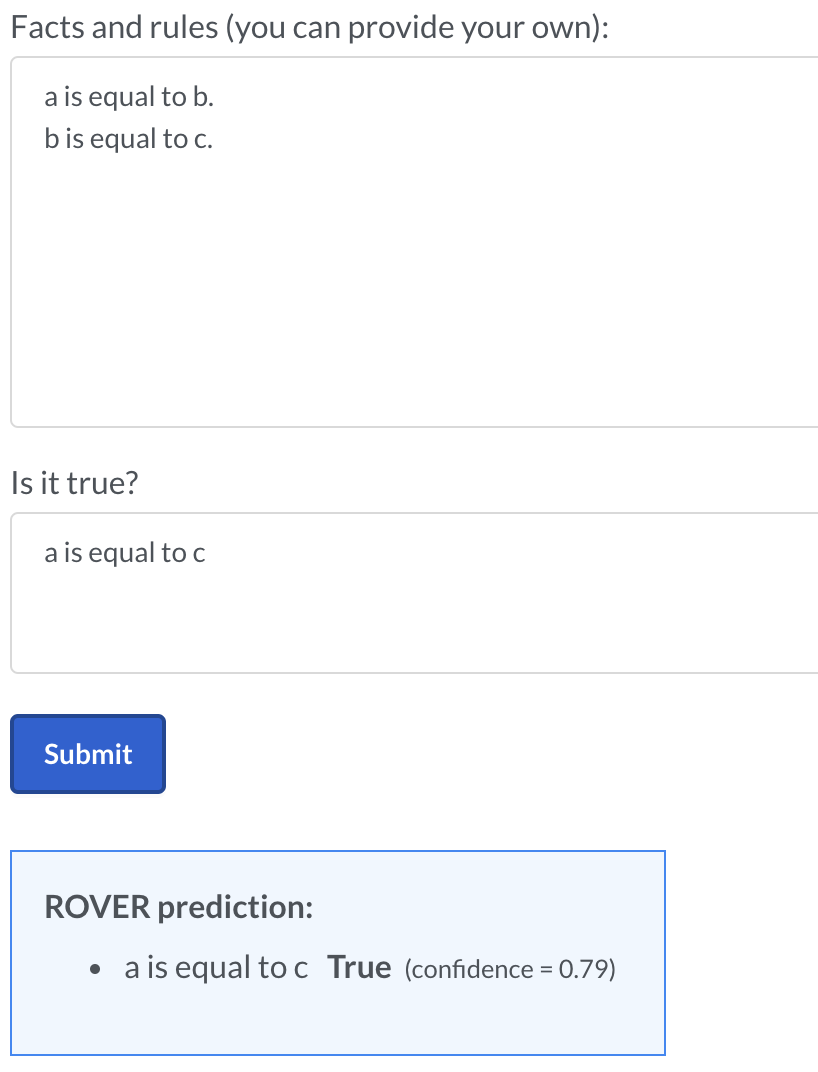 Facts and rules (you can provide your own):
a is equal to b.
b is equal to c.
Is it true?
a is equal to c
Submit
ROVER prediction:
• a is equal to c True (confidence = 0.79)